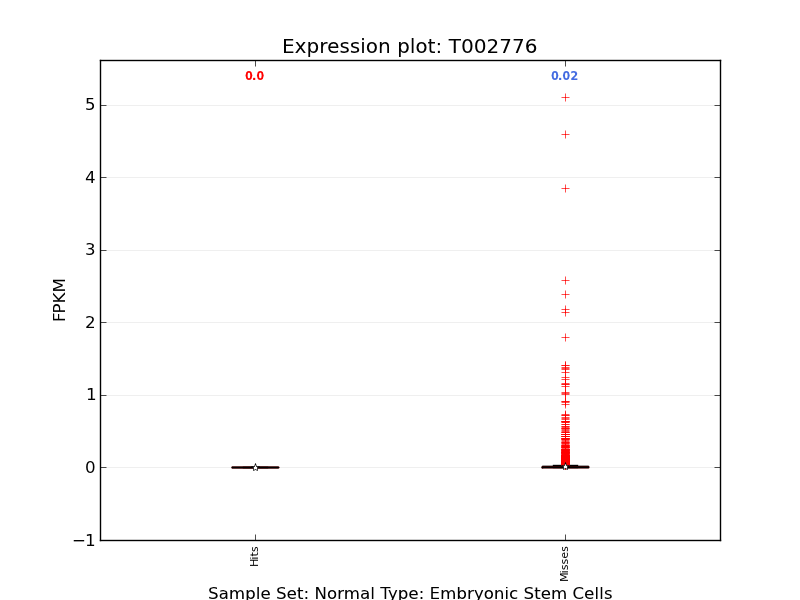 Expression plot: T002776
0.0 0.02
5
4
3
2
1
0
−1
FPKM
Hits
Misses
Sample Set: Normal Type: Embryonic Stem Cells